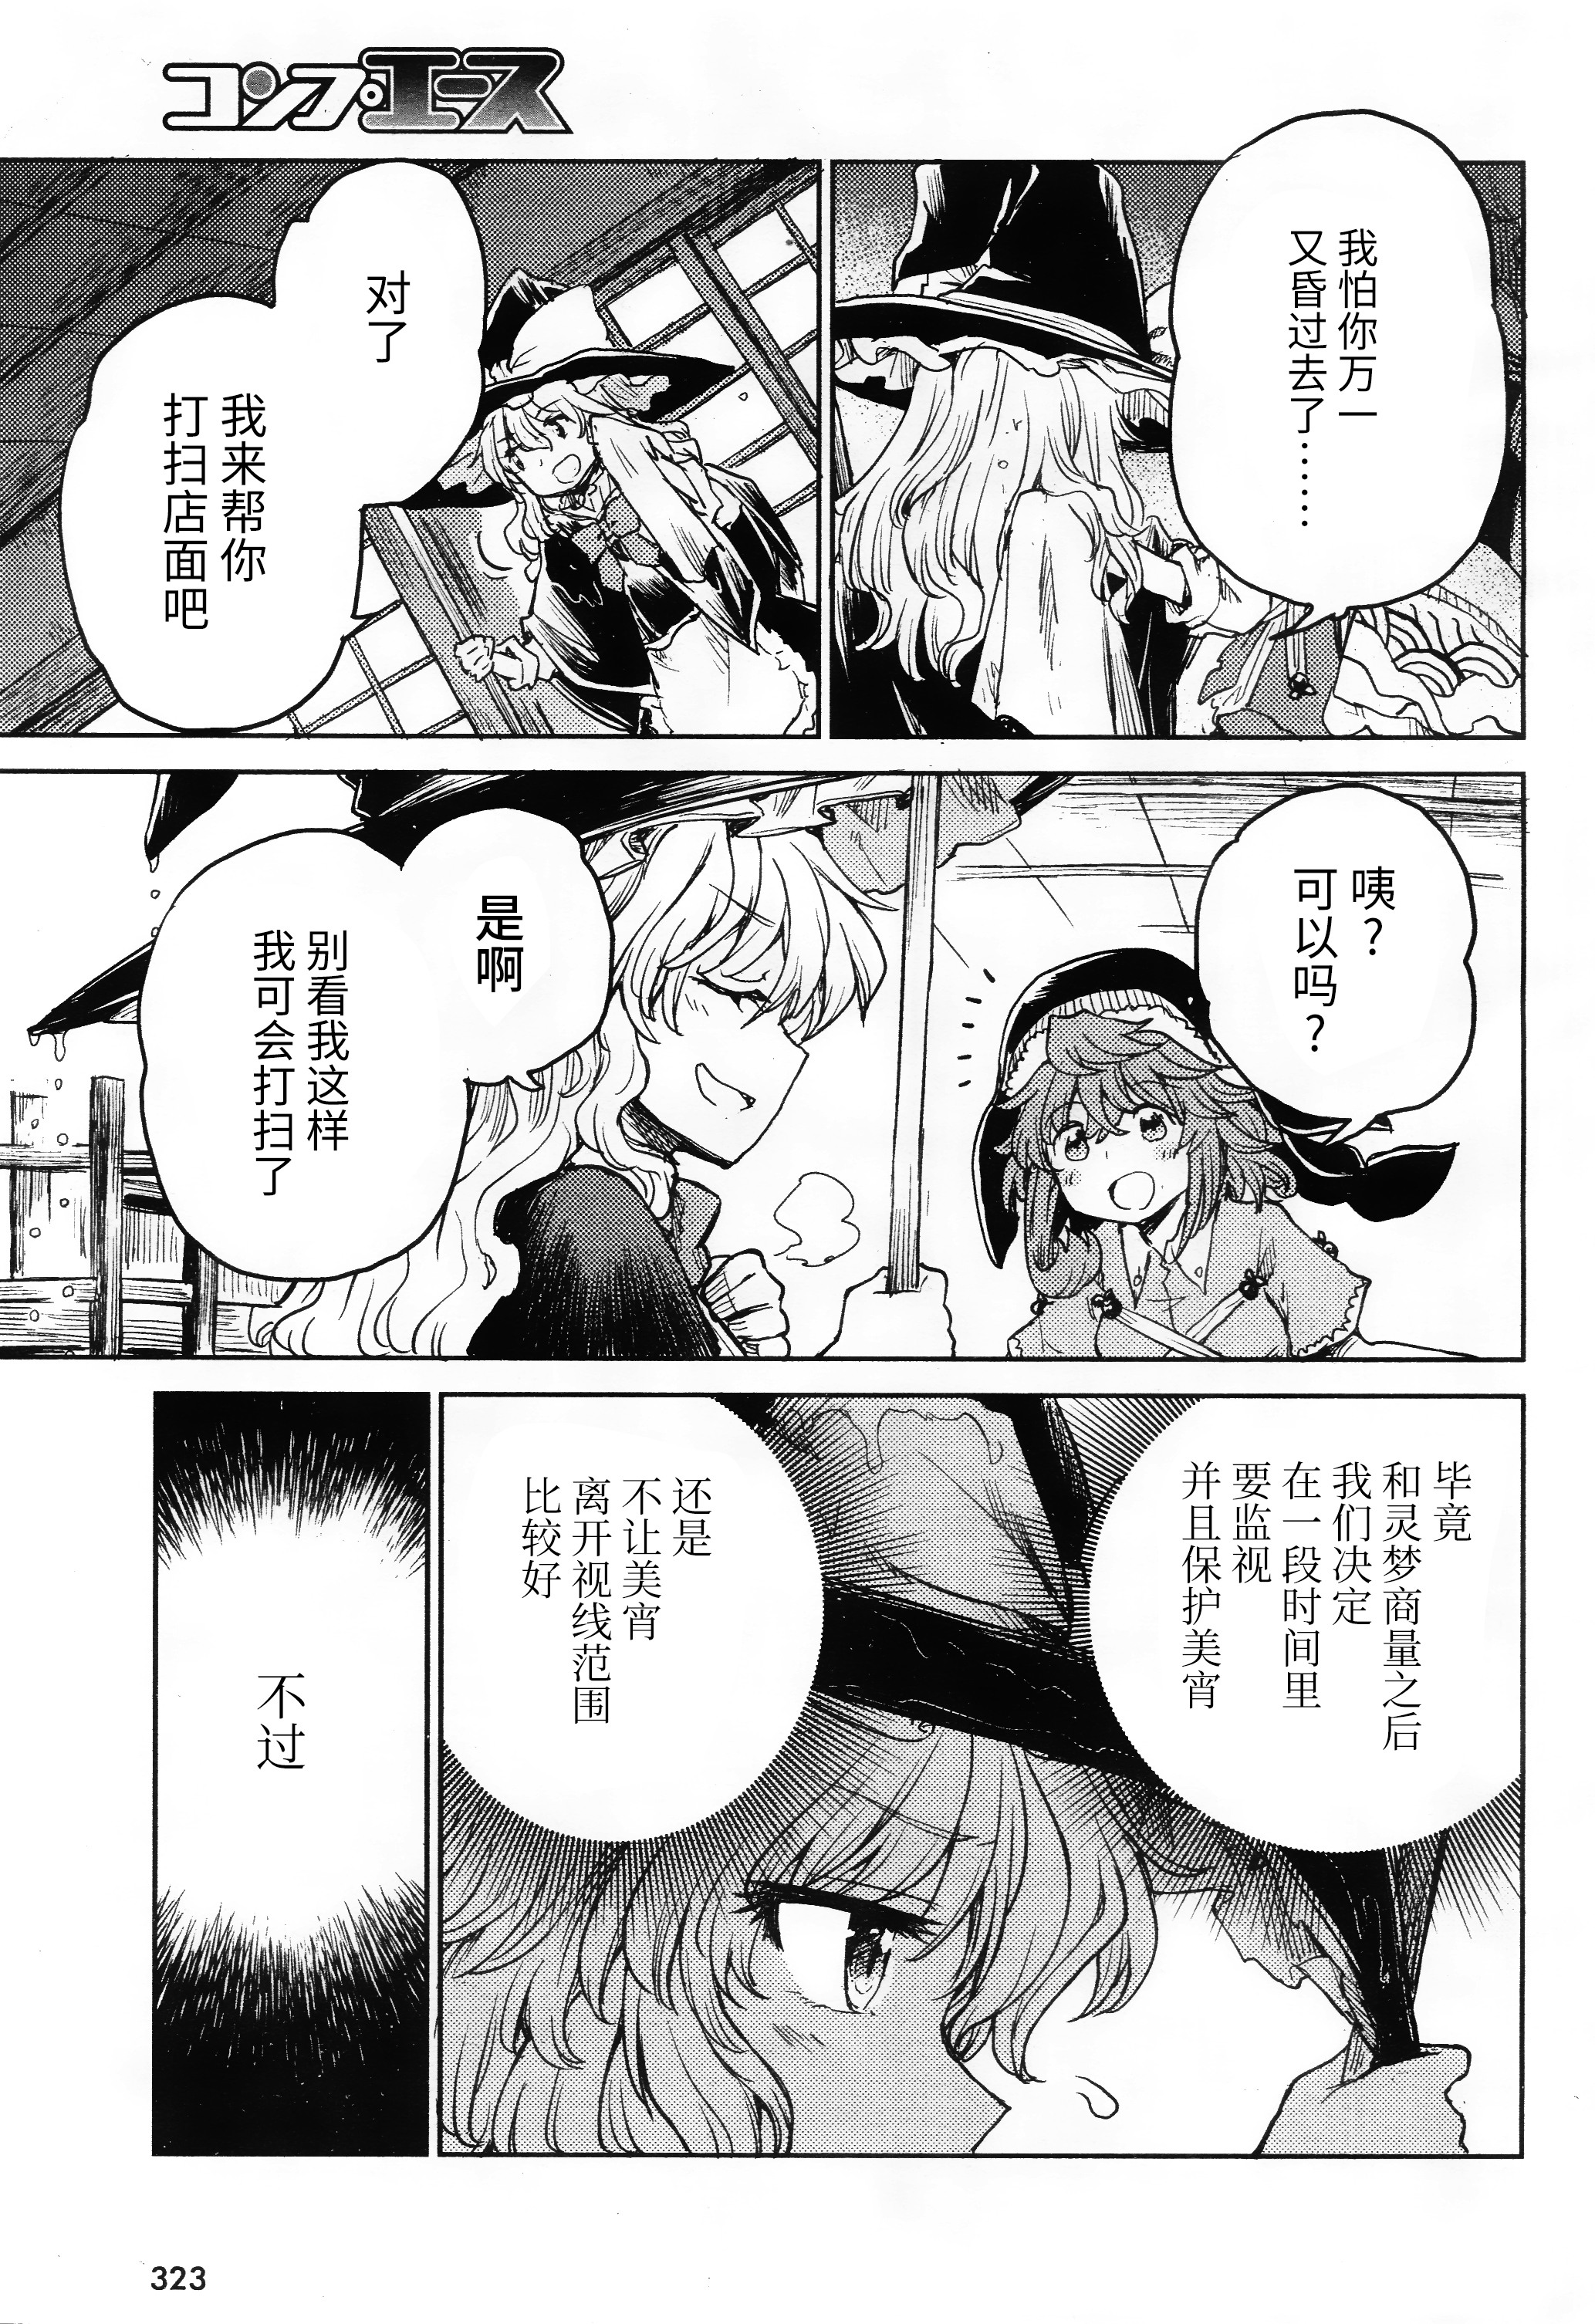 コンプ・エース
我怕你万一
又昏过去了……
对了
我来帮你
打扫店面吧
咦？
可以吗？
是啊
别看我这样
我可会打扫了
毕竟
和灵梦商量之后
我们决定
在一段时间里
要监视
并且保护美宵
还是
不让美宵
离开视线范围
比较好
不过
323